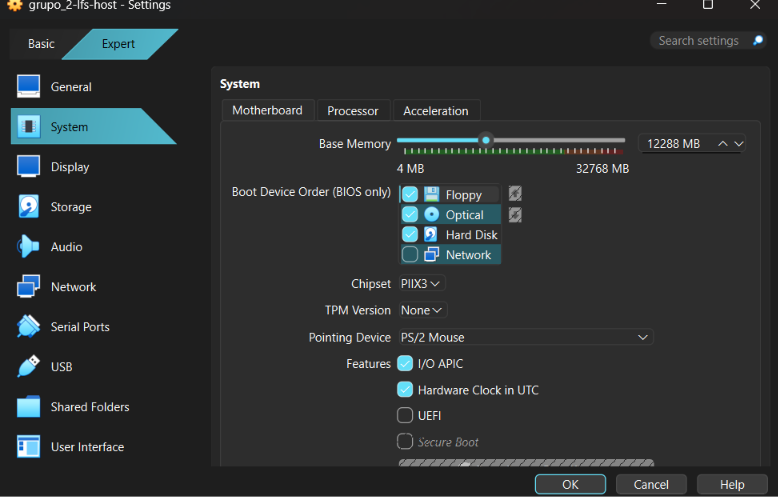 grupo_2-lfs-host - Settings
Basic Expert Search settings
General
System
Display
Storage
Audio
Network
Serial Ports
USB
Shared Folders
User Interface
System
Motherboard Processor Acceleration
Base Memory 12288 MB
4 MB 32768 MB
Boot Device Order (BIOS only) Floppy
Optical
Hard Disk
Network
Chipset PIIX3
TPM Version None
Pointing Device PS/2 Mouse
Features I/O APIC
Hardware Clock in UTC
UEFI
Secure Boot
OK Cancel Help